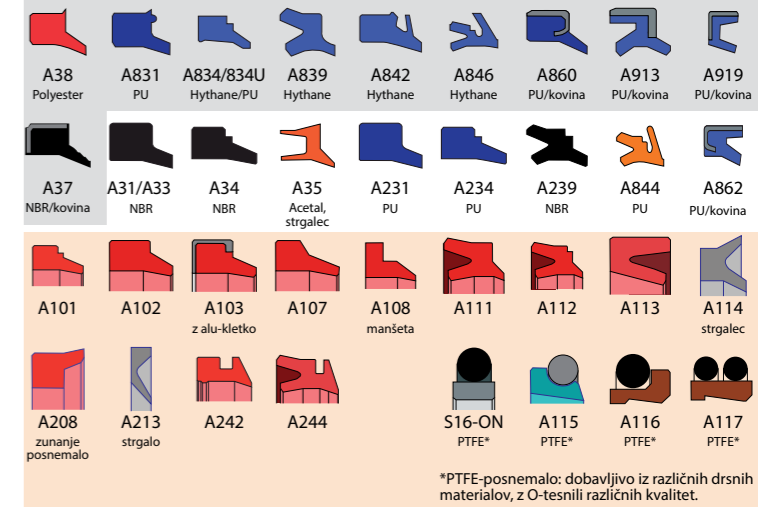 A38 A831 A834/834U A839 A842 A846 A860 A913 A919
Polyester PU Hythane/PU Hythane Hythane Hythane PU/kovina PU/kovina PU/kovina
A37 A31/A33 A34 A35 A231 A234 A239 A844 A862
NBR/kovina NBR NBR Acetal, PU PU NBR PU PU/kovina
strgalec
A101 A102 A103 A107 A108 A111 A112 A113 A114
z alu-kletko manšeta strgalec
A208 A213 A242 A244 S16-ON A115 A116 A117
zunanje strgalo PTFE* PTFE* PTFE* PTFE*
posnemalo
*PTFE-posnemalo: dobavljivo iz različnih drsnih
materialov, z O-tesnili različnih kvalitet.